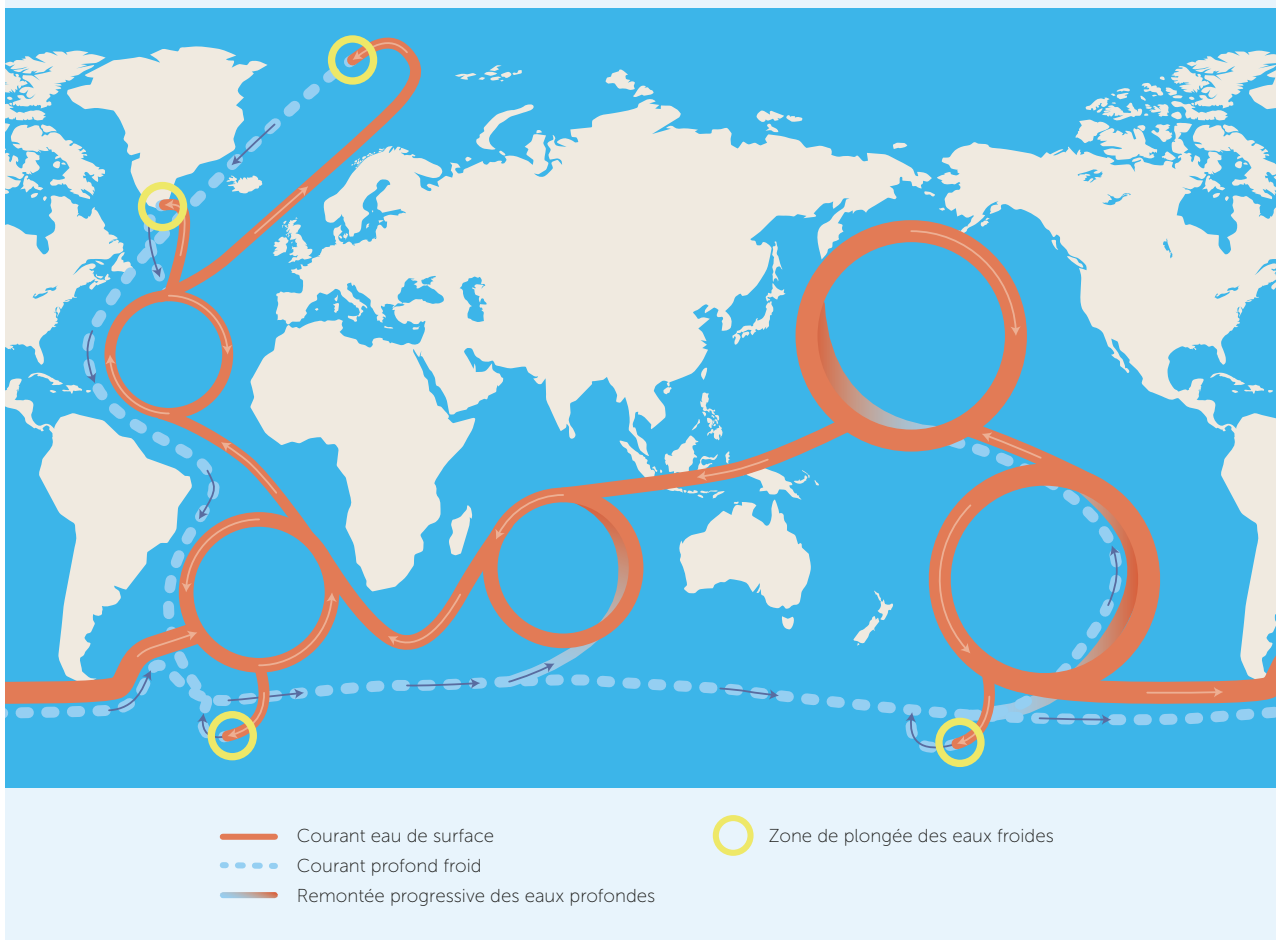 Courant eau de surface
Courant profond froid
Remontée progressive des eaux profondes
Zone de plongée des eaux froides